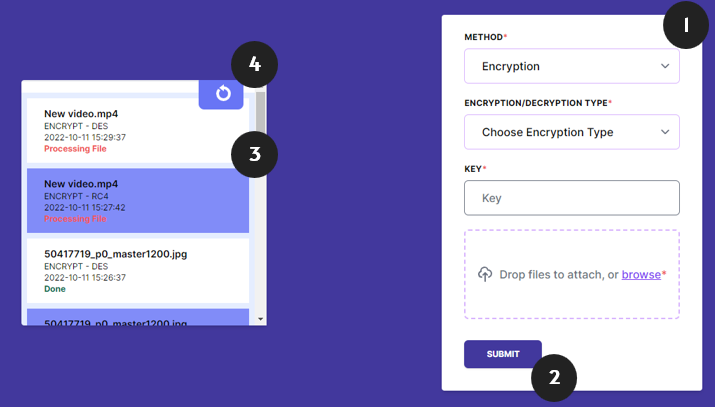 4
New video.mp4
ENCRYPT - DES
2022-10-11 15:29:37
Processing File
3
New video.mp4
ENCRYPT - RC4
2022-10-11 15:27:42
Processing File
50417719_p0_master1200.jpg
ENCRYPT - DES
2022-10-11 15:26:37
Done
50417719_p0_master1200.jpg
1
METHOD*
Encryption
ENCRYPTION/DECRYPTION TYPE*
Choose Encryption Type
KEY*
Key
Drop files to attach, or browse*
SUBMIT
2